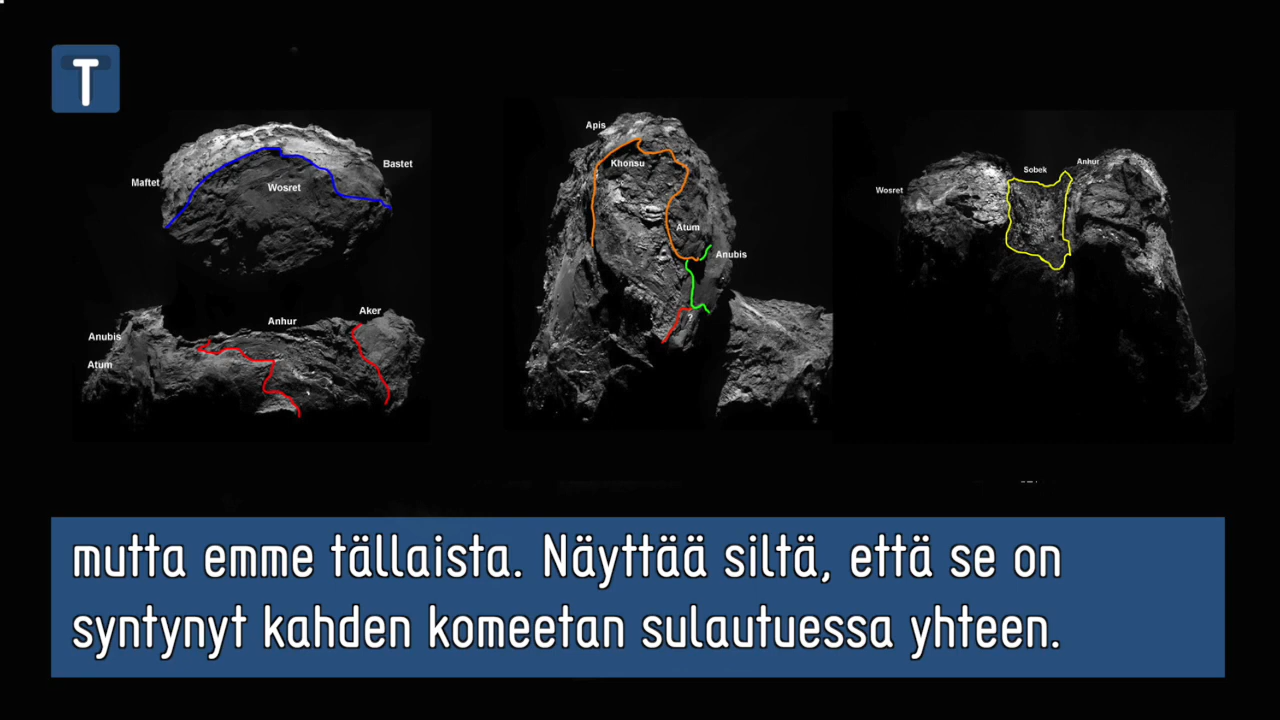 T
Maftet
Bastet
Wosret
Anhur
Aker
Anubis
Atum
Apis
Khonsu
Atum
Anubis
?
Wosret
Sobek
Anhur
mutta emme tällaista. Näyttää siltä, että se on
syntynyt kahden komeetan sulautuessa yhteen.